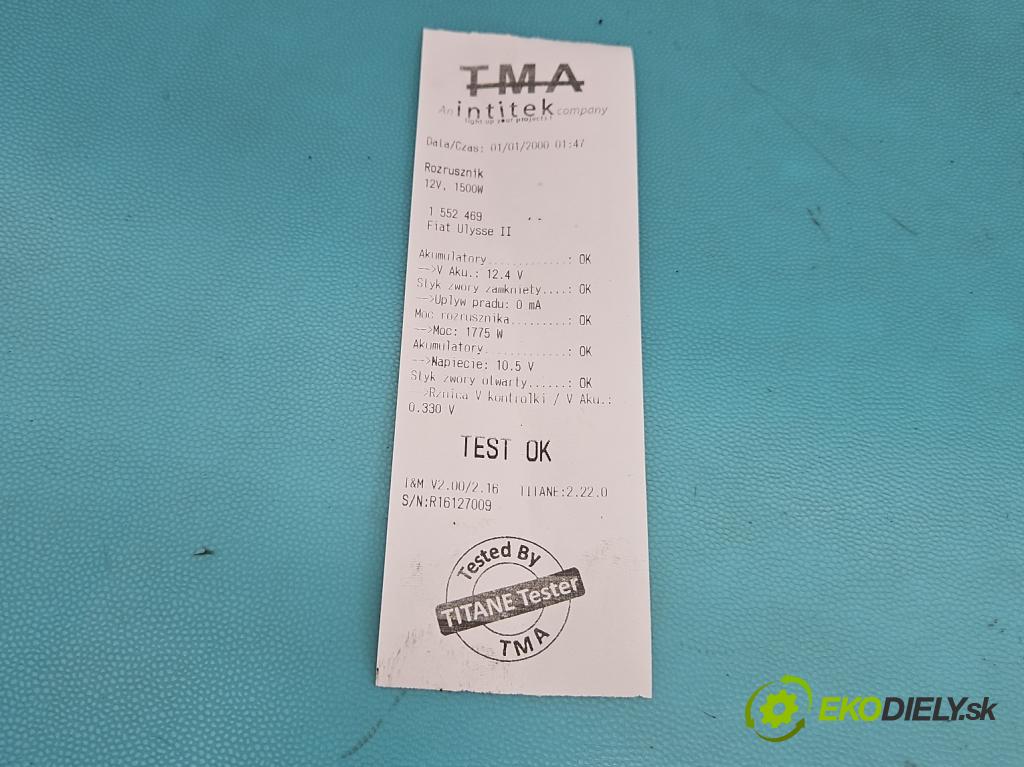 TMA
An intitek company
light up your projects !
Data/Czas: 01/01/2000 01:47
Rozrusznik
12V, 1500W
1 552 469
Fiat Ulysse II
Akumulatory............: OK
-->V Aku.: 12.4 V
Styk zwory zamkniety....: OK
-->Uplyw pradu: 0 mA
Moc rozrusznika.........: OK
-->Moc: 1775 W
Akumulatory............: OK
-->Napiecie: 10.5 V
Styk zwory otwarty......: OK
->Rznica V kontrolki / V Aku.:
0.330 V
TEST OK
T&M V2.00/2.16 TITANE:2.22.0
S/N:R16127009
Tested By
TITANE Tester
TMA
EKODIELY.sk